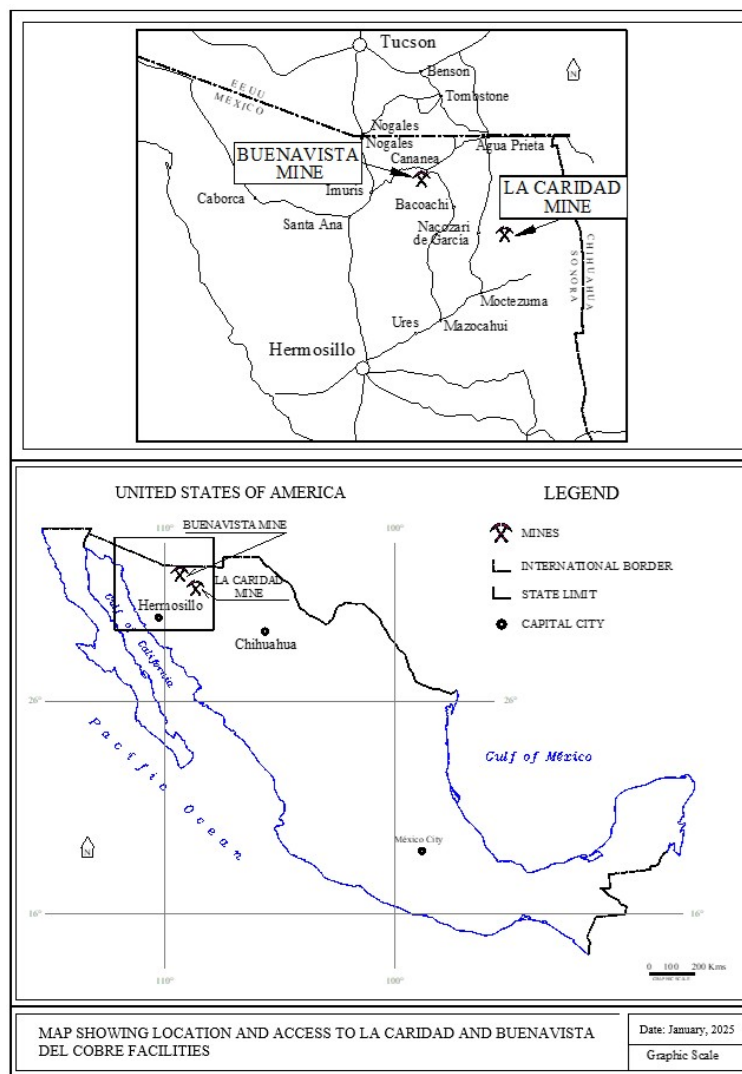 Tucson
Benson
N
Tombstone
EEUU
MEXICO
Nogales
Nogales
Agua Prieta
BUENAVISTA
MINE
Cananea
Imuris
LA CARIDAD
MINE
Caborca
Bacoachi
Santa Ana
Nacozari
de García
CHIHUAHUA
SONORA
Moctezuma
Ures
Mazocahui
Hermosillo
UNITED STATES OF AMERICA
LEGEND
110°
100°
BUENAVISTA MINE
MINES
LA CARIDAD
MINE
INTERNATIONAL BORDER
Hermosillo
STATE LIMIT
Gulf of California
CAPITAL CITY
Chihuahua
26°
26°
Pacific Ocean
Gulf of México
México City
N
16°
16°
110°
100°
0 100 200 Kms
GRAPHIC SCALE
MAP SHOWING LOCATION AND ACCESS TO LA CARIDAD AND BUENAVISTA
DEL COBRE FACILITIES
Date: January, 2025
Graphic Scale